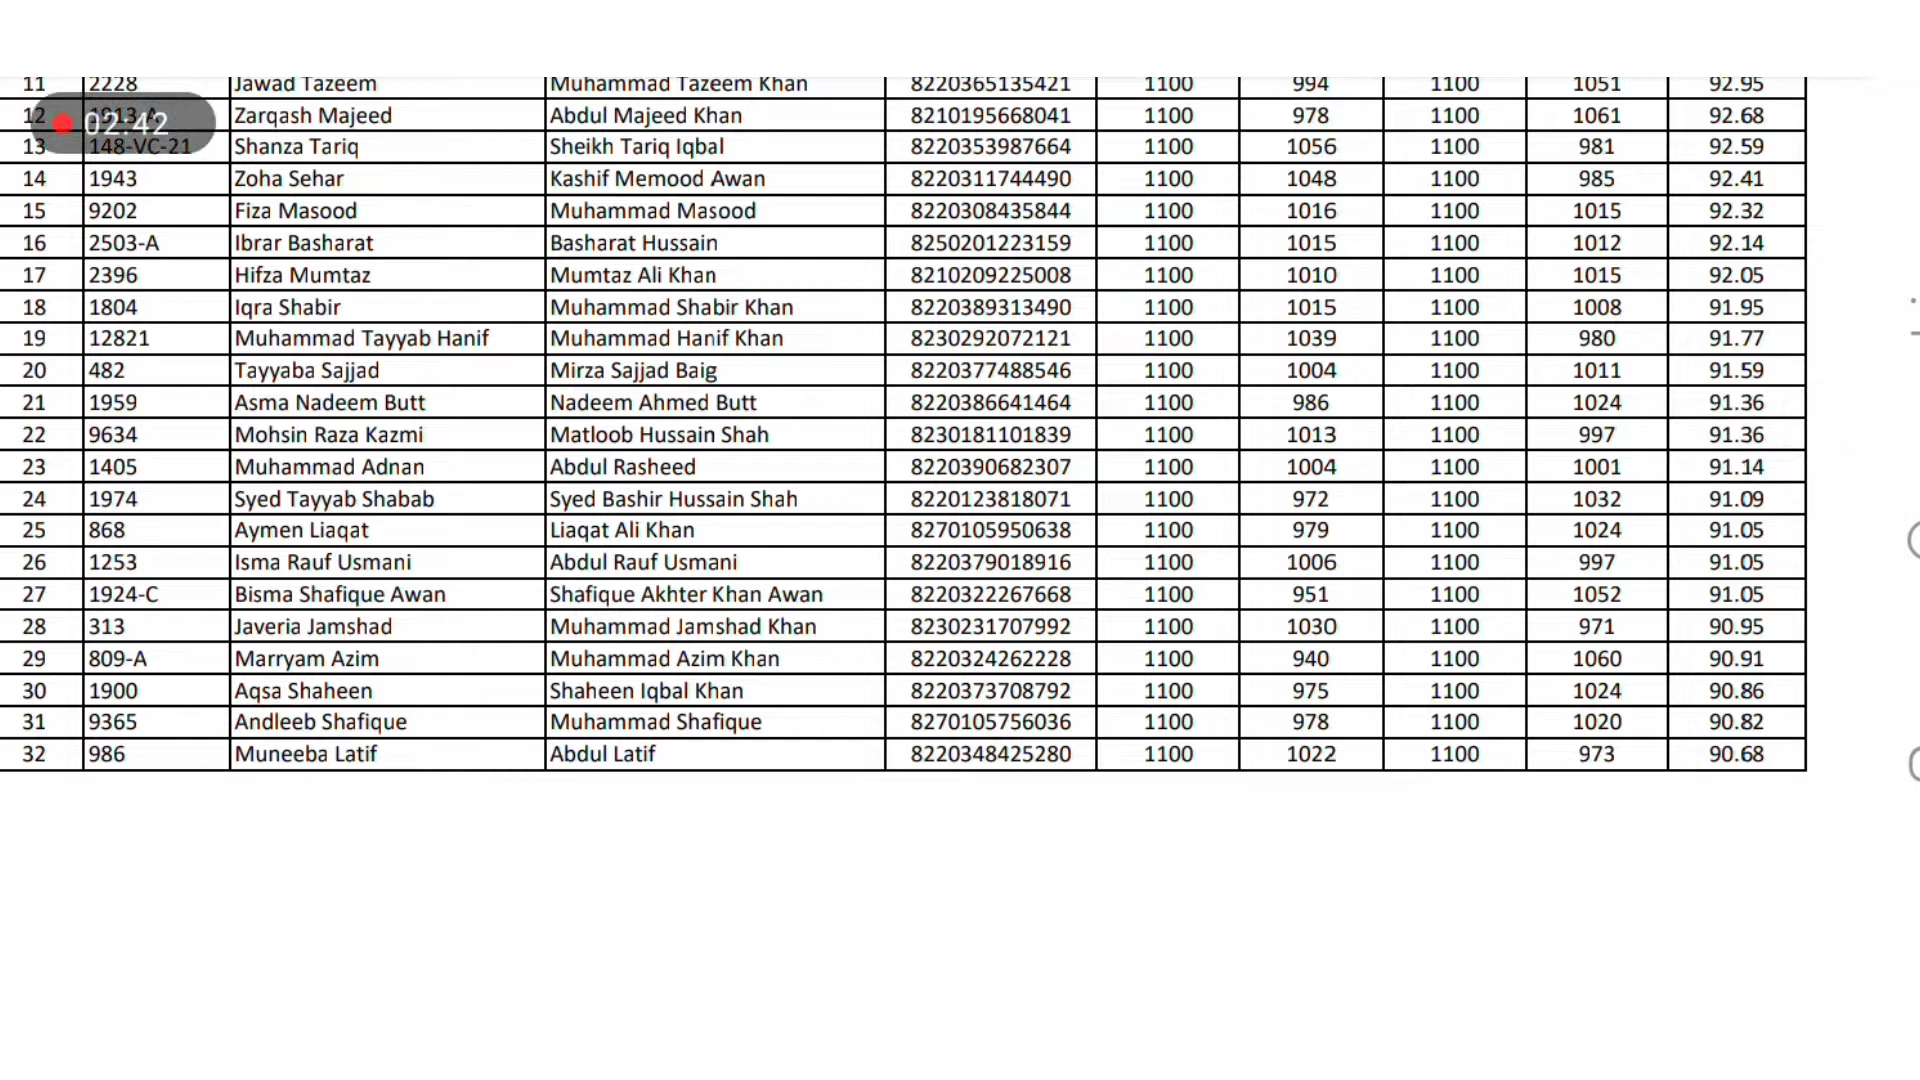 11 2228 Jawad Tazeem Muhammad Tazeem Khan 8220365135421 1100 994 1100 1051 92.95
12 1913-A Zarqash Majeed Abdul Majeed Khan 8210195668041 1100 978 1100 1061 92.68
02:42
13 148-VC-21 Shanza Tariq Sheikh Tariq Iqbal 8220353987664 1100 1056 1100 981 92.59
14 1943 Zoha Sehar Kashif Memood Awan 8220311744490 1100 1048 1100 985 92.41
15 9202 Fiza Masood Muhammad Masood 8220308435844 1100 1016 1100 1015 92.32
16 2503-A Ibrar Basharat Basharat Hussain 8250201223159 1100 1015 1100 1012 92.14
17 2396 Hifza Mumtaz Mumtaz Ali Khan 8210209225008 1100 1010 1100 1015 92.05
18 1804 Iqra Shabir Muhammad Shabir Khan 8220389313490 1100 1015 1100 1008 91.95
19 12821 Muhammad Tayyab Hanif Muhammad Hanif Khan 8230292072121 1100 1039 1100 980 91.77
20 482 Tayyaba Sajjad Mirza Sajjad Baig 8220377488546 1100 1004 1100 1011 91.59
21 1959 Asma Nadeem Butt Nadeem Ahmed Butt 8220386641464 1100 986 1100 1024 91.36
22 9634 Mohsin Raza Kazmi Matloob Hussain Shah 8230181101839 1100 1013 1100 997 91.36
23 1405 Muhammad Adnan Abdul Rasheed 8220390682307 1100 1004 1100 1001 91.14
24 1974 Syed Tayyab Shabab Syed Bashir Hussain Shah 8220123818071 1100 972 1100 1032 91.09
25 868 Aymen Liaqat Liaqat Ali Khan 8270105950638 1100 979 1100 1024 91.05
26 1253 Isma Rauf Usmani Abdul Rauf Usmani 8220379018916 1100 1006 1100 997 91.05
27 1924-C Bisma Shafique Awan Shafique Akhter Khan Awan 8220322267668 1100 951 1100 1052 91.05
28 313 Javeria Jamshad Muhammad Jamshad Khan 8230231707992 1100 1030 1100 971 90.95
29 809-A Marryam Azim Muhammad Azim Khan 8220324262228 1100 940 1100 1060 90.91
30 1900 Aqsa Shaheen Shaheen Iqbal Khan 8220373708792 1100 975 1100 1024 90.86
31 9365 Andleeb Shafique Muhammad Shafique 8270105756036 1100 978 1100 1020 90.82
32 986 Muneeba Latif Abdul Latif 8220348425280 1100 1022 1100 973 90.68